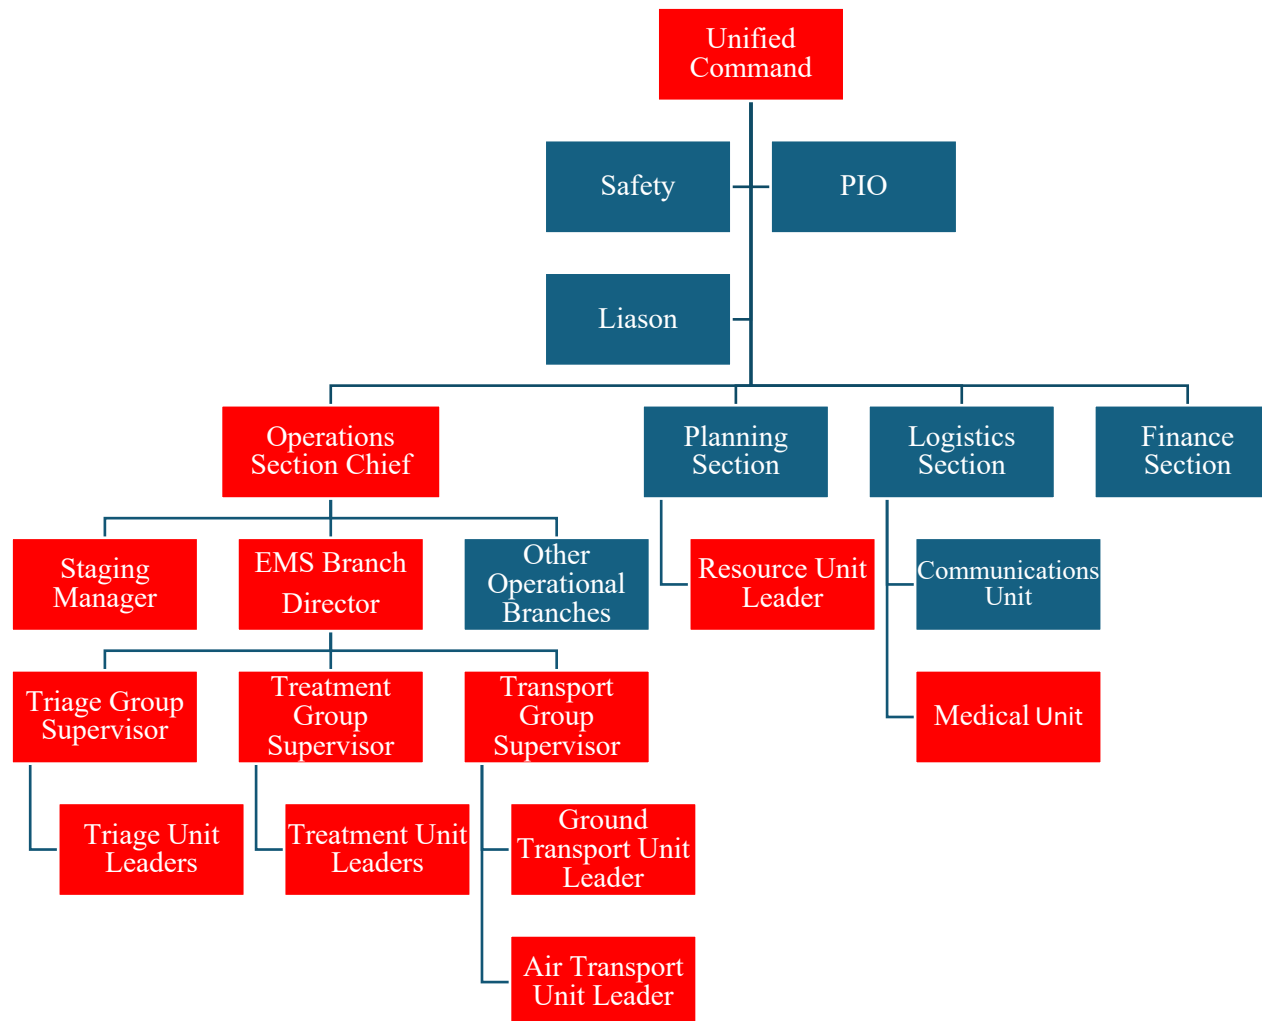 Unified
Command
Safety
PIO
Liason
Operations
Section Chief
Planning
Section
Logistics
Section
Finance
Section
Staging
Manager
EMS Branch
Director
Other
Operational
Branches
Resource Unit
Leader
Communications
Unit
Triage Group
Supervisor
Treatment
Group
Supervisor
Transport
Group
Supervisor
Medical Unit
Triage Unit
Leaders
Treatment Unit
Leaders
Ground
Transport Unit
Leader
Air Transport
Unit Leader